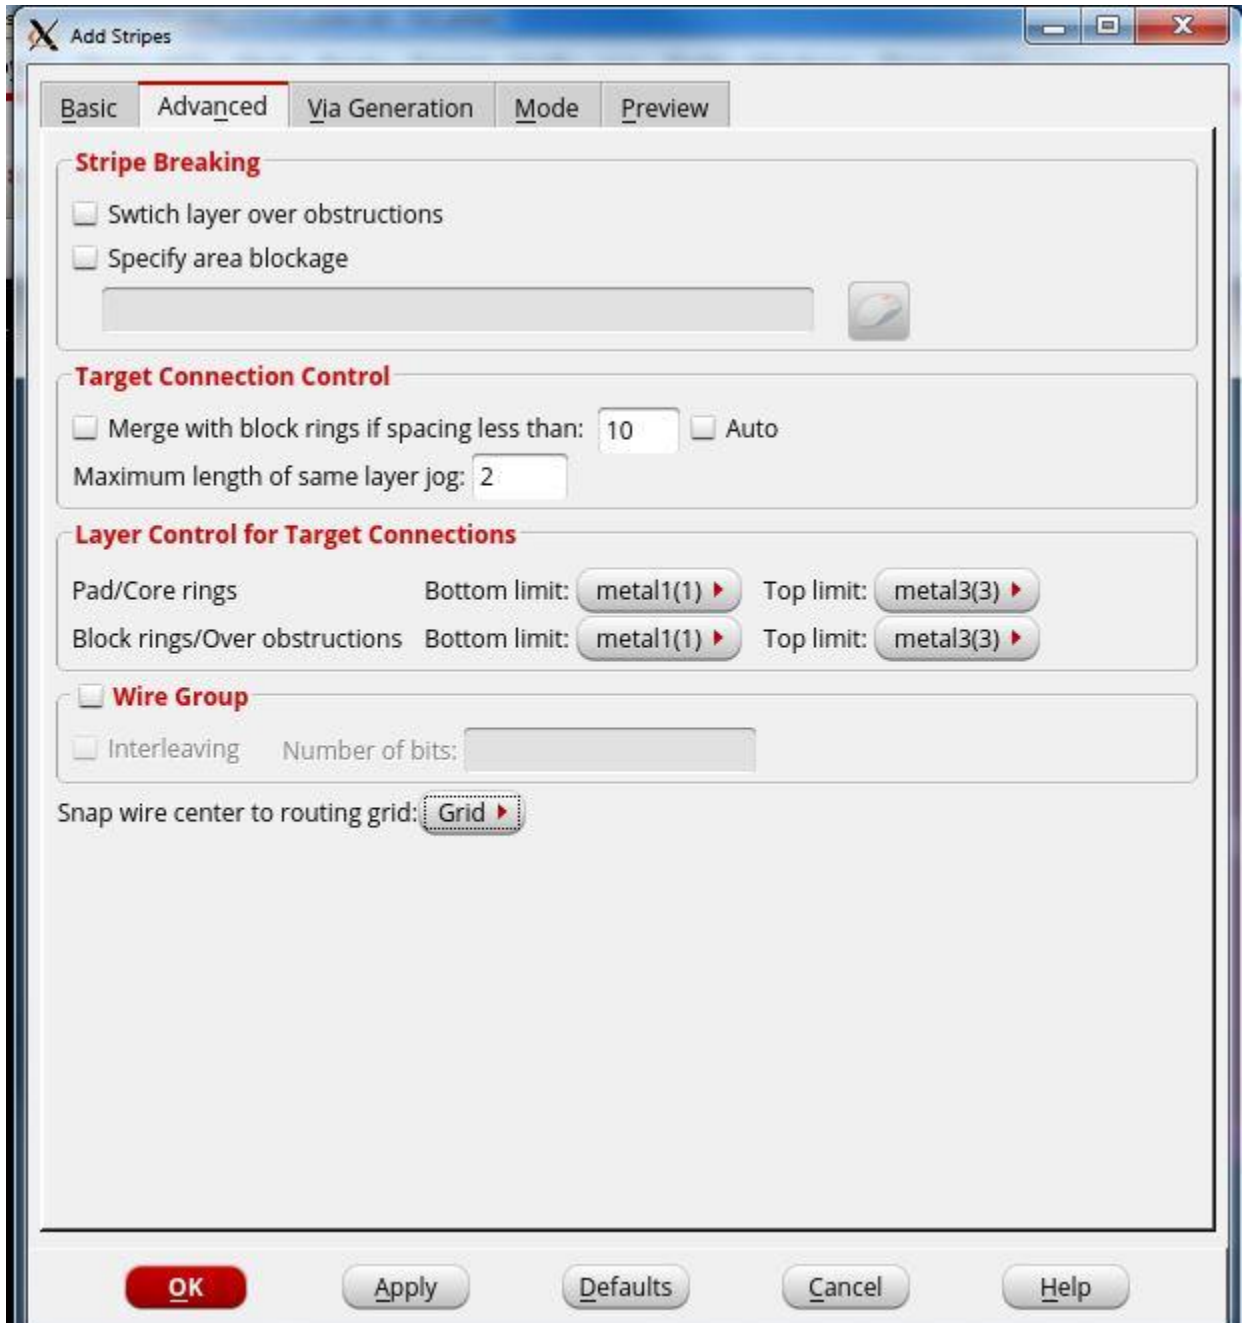 Add Stripes
Basic Advanced Via Generation Mode Preview
Stripe Breaking
Swtich layer over obstructions
Specify area blockage
Target Connection Control
Merge with block rings if spacing less than: 10 Auto
Maximum length of same layer jog: 2
Layer Control for Target Connections
Pad/Core rings Bottom limit: metal1(1) Top limit: metal3(3)
Block rings/Over obstructions Bottom limit: metal1(1) Top limit: metal3(3)
Wire Group
Interleaving Number of bits:
Snap wire center to routing grid: Grid
OK Apply Defaults Cancel Help